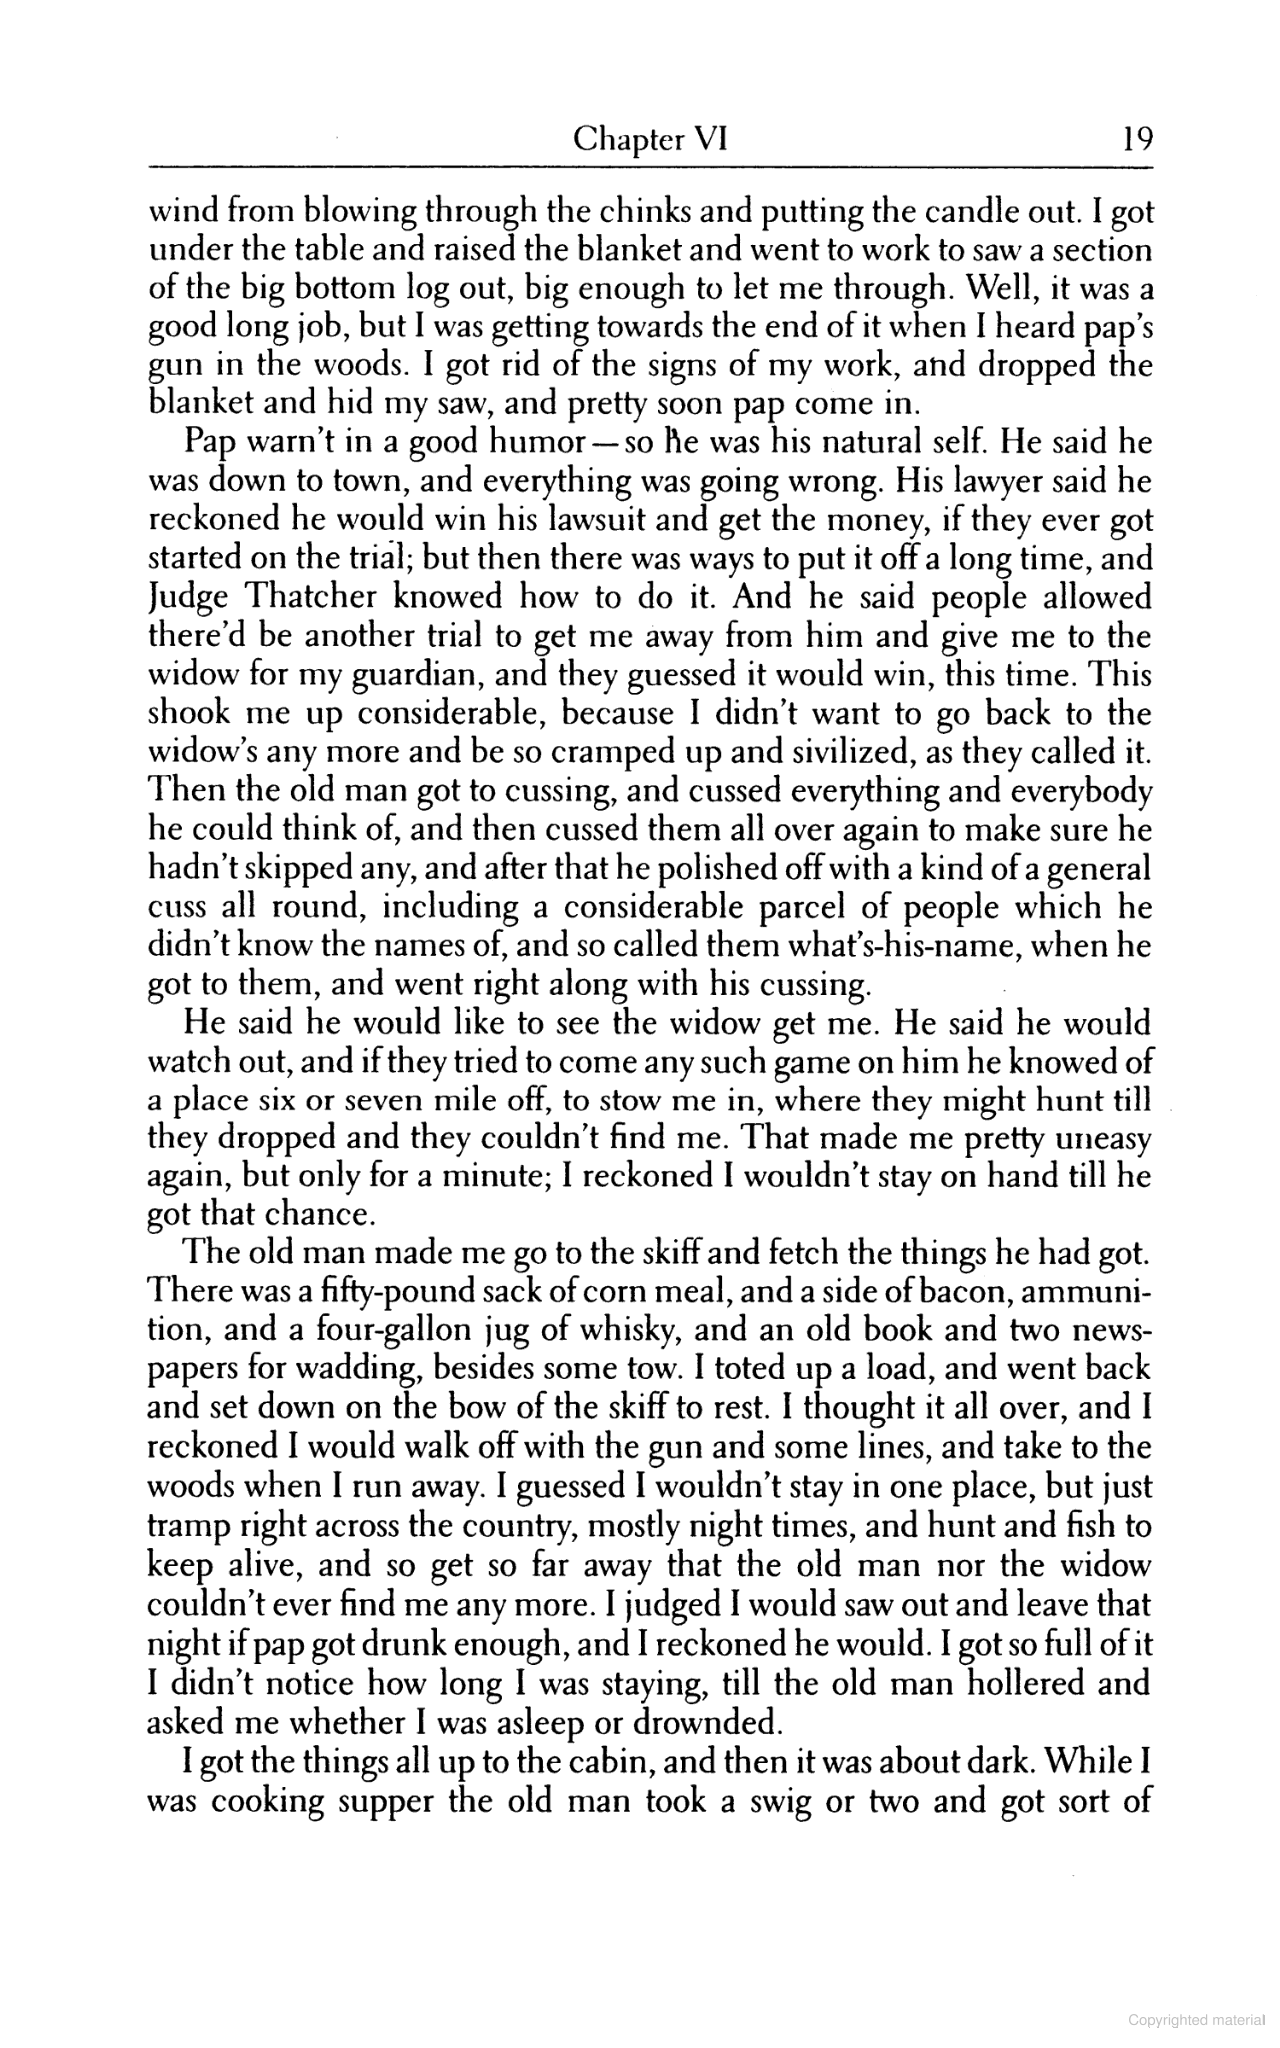 Chapter VI 19
wind from blowing through the chinks and putting the candle out. I got
under the table and raised the blanket and went to work to saw a section
of the big bottom log out, big enough to let me through. Well, it was a
good long job, but I was getting towards the end of it when I heard pap's
gun in the woods. I got rid of the signs of my work, and dropped the
blanket and hid my saw, and pretty soon pap come in.
Pap warn't in a good humor—so he was his natural self. He said he
was down to town, and everything was going wrong. His lawyer said he
reckoned he would win his lawsuit and get the money, if they ever got
started on the trial; but then there was ways to put it off a long time, and
Judge Thatcher knowed how to do it. And he said people allowed
there'd be another trial to get me away from him and give me to the
widow for my guardian, and they guessed it would win, this time. This
shook me up considerable, because I didn't want to go back to the
widow's any more and be so cramped up and sivilized, as they called it.
Then the old man got to cussing, and cussed everything and everybody
he could think of, and then cussed them all over again to make sure he
hadn't skipped any, and after that he polished off with a kind of a general
cuss all round, including a considerable parcel of people which he
didn't know the names of, and so called them what's-his-name, when he
got to them, and went right along with his cussing.
He said he would like to see the widow get me. He said he would
watch out, and if they tried to come any such game on him he knowed of
a place six or seven mile off, to stow me in, where they might hunt till
they dropped and they couldn't find me. That made me pretty uneasy
again, but only for a minute; I reckoned I wouldn't stay on hand till he
got that chance.
The old man made me go to the skiff and fetch the things he had got.
There was a fifty-pound sack of corn meal, and a side of bacon, ammuni-
tion, and a four-gallon jug of whisky, and an old book and two news-
papers for wadding, besides some tow. I toted up a load, and went back
and set down on the bow of the skiff to rest. I thought it all over, and I
reckoned I would walk off with the gun and some lines, and take to the
woods when I run away. I guessed I wouldn't stay in one place, but just
tramp right across the country, mostly night times, and hunt and fish to
keep alive, and so get so far away that the old man nor the widow
couldn't ever find me any more. I judged I would saw out and leave that
night if pap got drunk enough, and I reckoned he would. I got so full of it
I didn't notice how long I was staying, till the old man hollered and
asked me whether I was asleep or drownded.
I got the things all up to the cabin, and then it was about dark. While I
was cooking supper the old man took a swig or two and got sort of
Copyrighted material